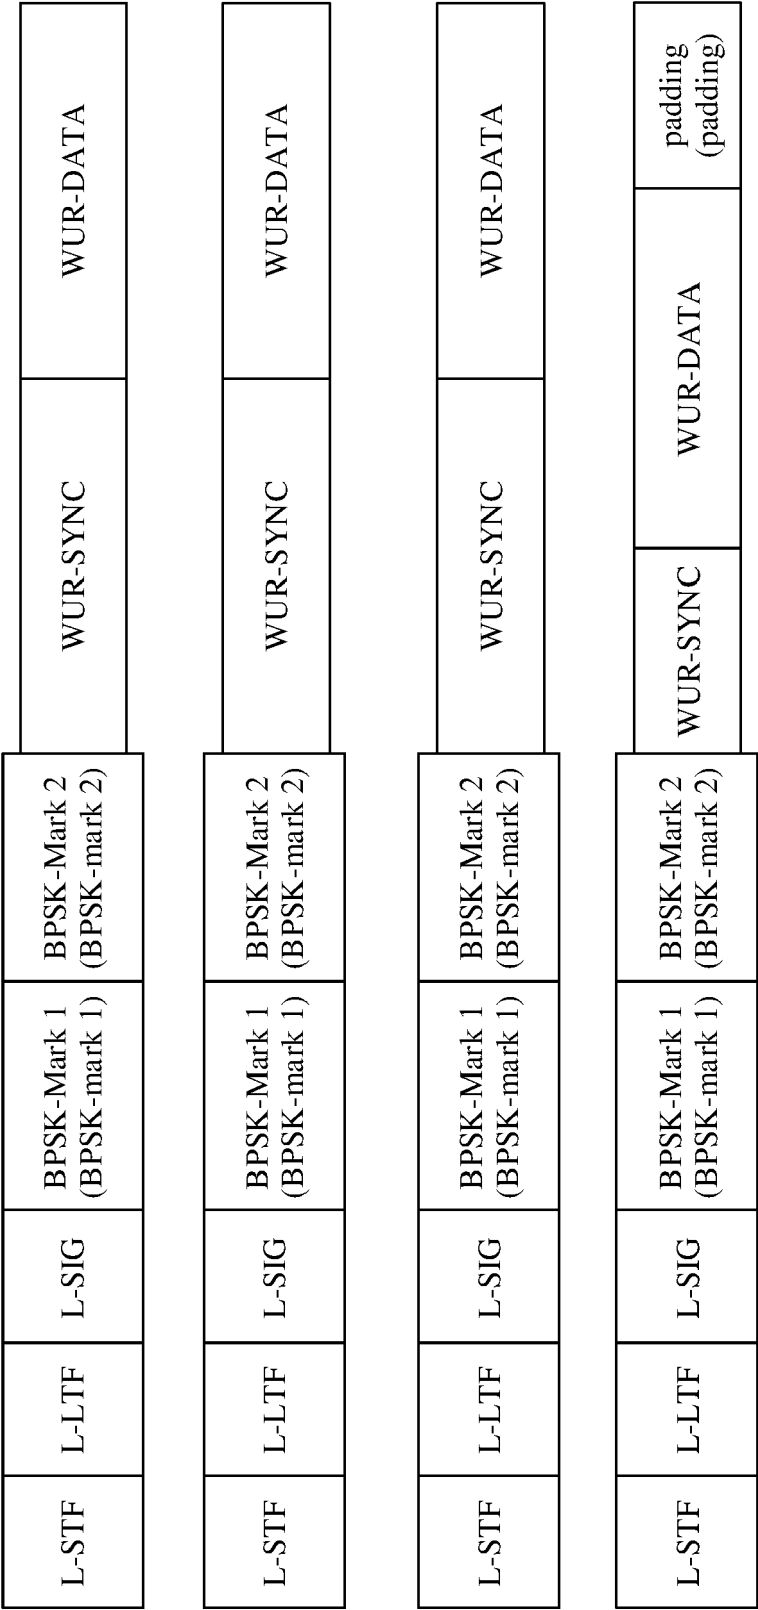 L-STF
L-LTF
L-SIG
BPSK-Mark 1
(BPSK-mark 1)
BPSK-Mark 2
(BPSK-mark 2)
WUR-SYNC
WUR-DATA
L-STF
L-LTF
L-SIG
BPSK-Mark 1
(BPSK-mark 1)
BPSK-Mark 2
(BPSK-mark 2)
WUR-SYNC
WUR-DATA
L-STF
L-LTF
L-SIG
BPSK-Mark 1
(BPSK-mark 1)
BPSK-Mark 2
(BPSK-mark 2)
WUR-SYNC
WUR-DATA
L-STF
L-LTF
L-SIG
BPSK-Mark 1
(BPSK-mark 1)
BPSK-Mark 2
(BPSK-mark 2)
WUR-SYNC
WUR-DATA
padding
(padding)